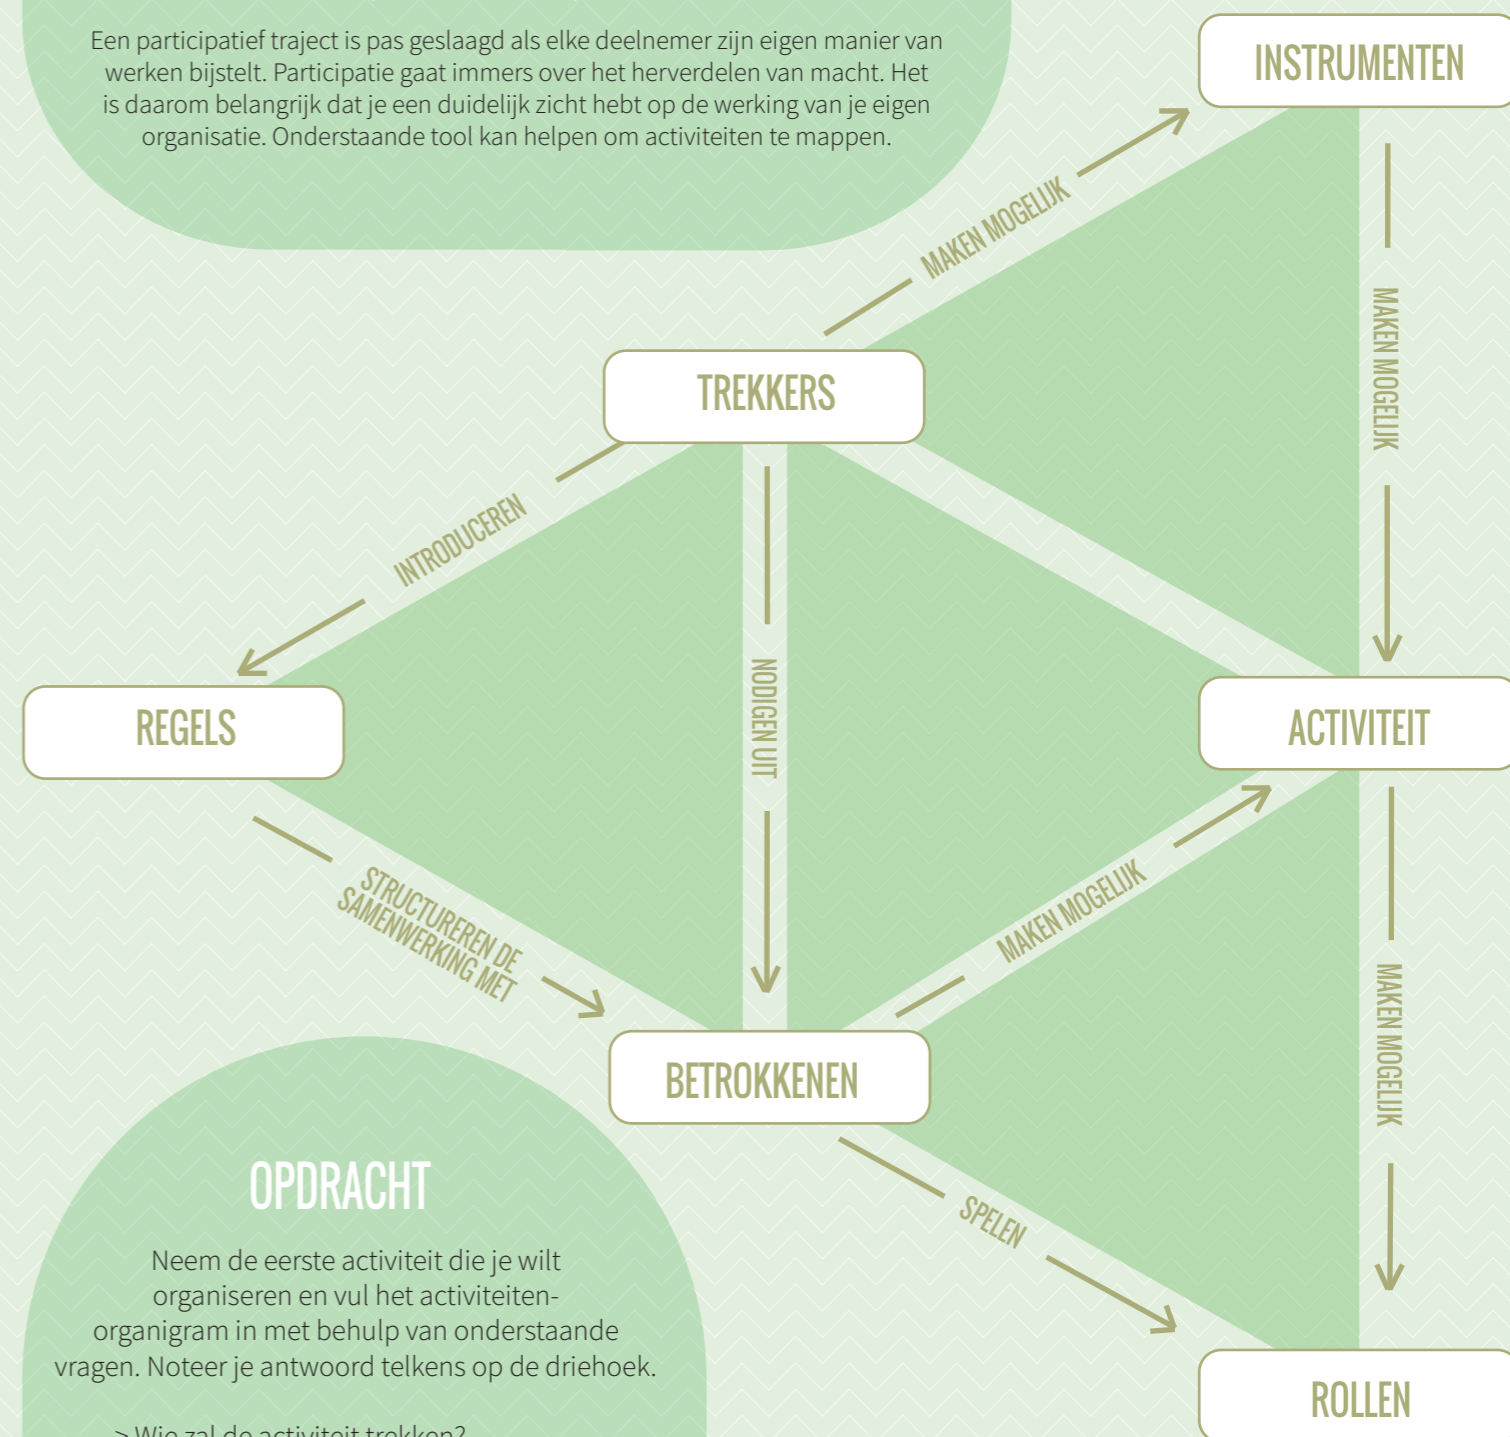 Een participatief traject is pas geslaagd als elke deelnemer zijn eigen manier van
werken bijstelt. Participatie gaat immers over het herverdelen van macht. Het
is daarom belangrijk dat je een duidelijk zicht hebt op de werking van je eigen
organisatie. Onderstaande tool kan helpen om activiteiten te mappen.
INSTRUMENTEN
MAKEN MOGELIJK
MAKEN MOGELIJK
TREKKERS
INTRODUCEREN
NODIGEN UIT
REGELS
ACTIVITEIT
STRUCTUREREN DE
SAMENWERKING MET
MAKEN MOGELIJK
MAKEN MOGELIJK
BETROKKENEN
SPELEN
ROLLEN
OPDRACHT
Neem de eerste activiteit die je wilt
organiseren en vul het activiteiten-
organigram in met behulp van onderstaande
vragen. Noteer je antwoord telkens op de driehoek.
> Wie zal de activiteit trekken?